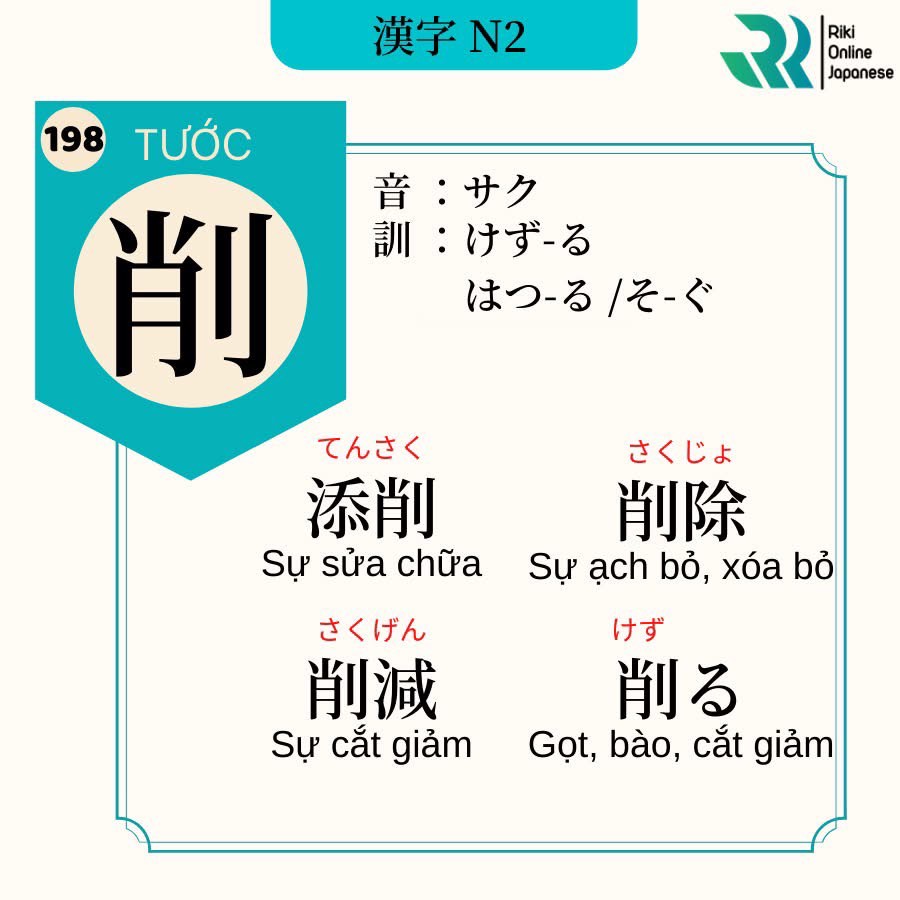 漢字 N2
Riki
Online
Japanese
198
TƯỚC
削
音 ：サク
訓 ：けず-る
はつ-る /そ-ぐ
てんさく
添削
Sự sửa chữa
さくじょ
削除
Sự ạch bỏ, xóa bỏ
さくげん
削減
Sự cắt giảm
けず
削る
Gọt, bào, cắt giảm